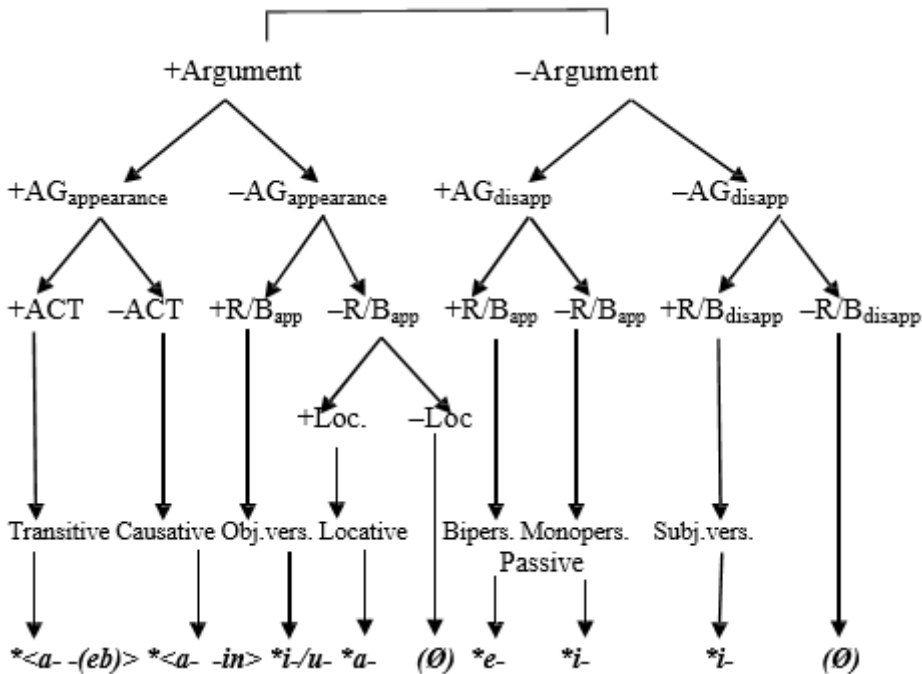 +Argument –Argument
+AGappearance –AGappearance +AGdisapp –AGdisapp
+ACT –ACT +R/Bapp –R/Bapp +R/Bapp –R/Bapp +R/Bdisapp –R/Bdisapp
+Loc. –Loc
Transitive Causative Obj.vers. Locative Bipers. Monopers. Subj.vers.
Passive
*<a- -(eb)> *<a- -in> *i-/u- *a- (Ø) *e- *i- *i- (Ø)